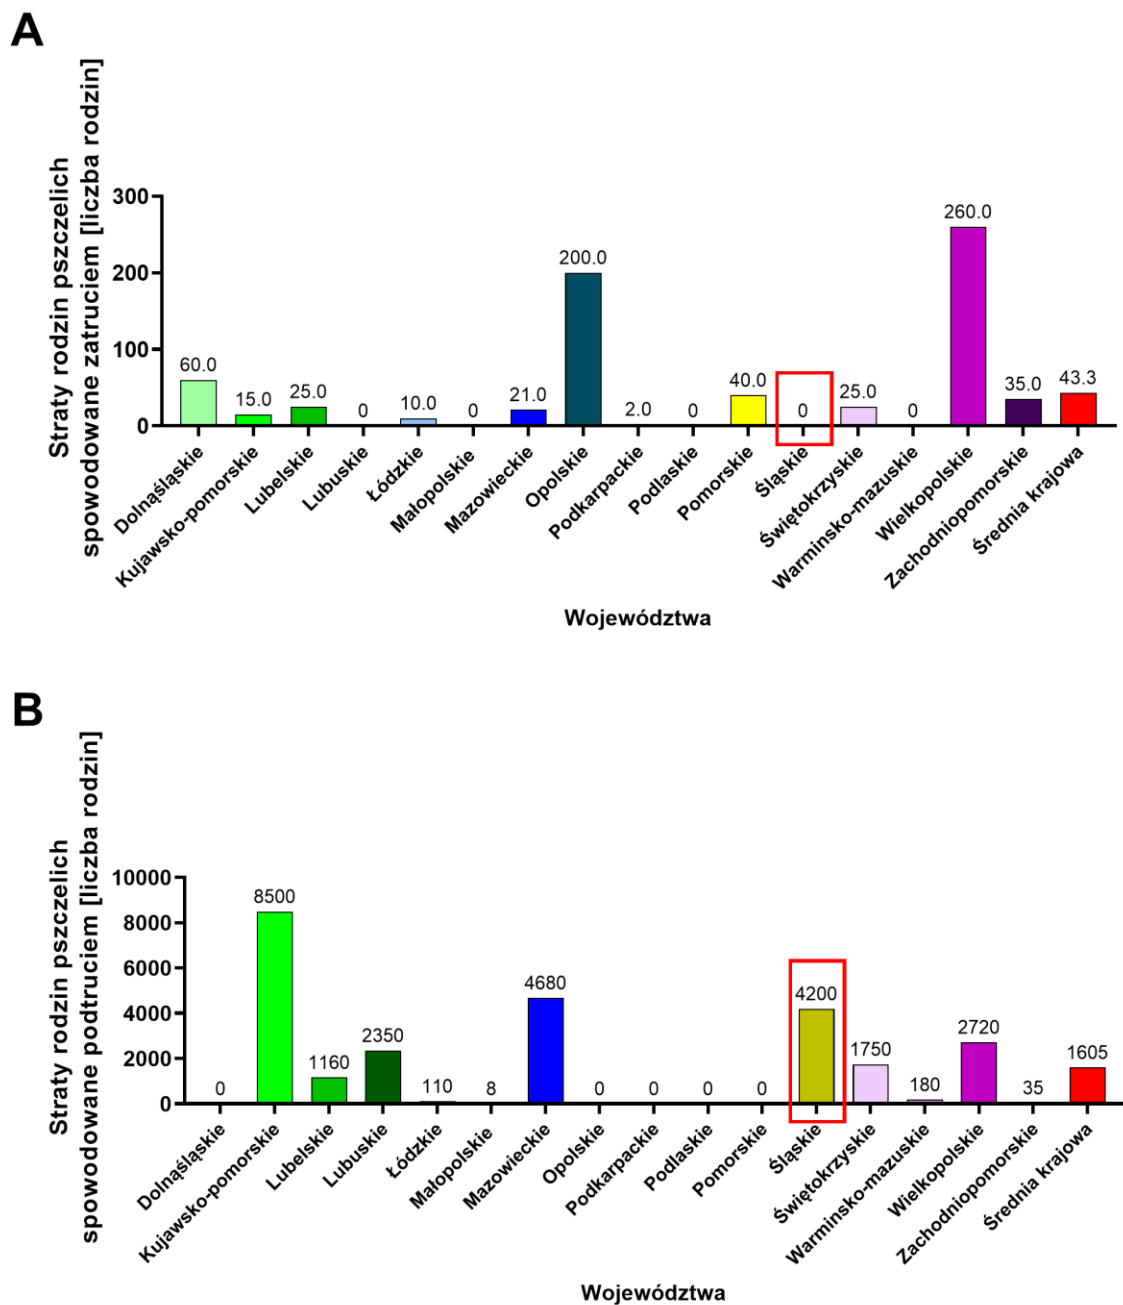 A
Straty rodzin pszczelich
spowodowane zatruciem [liczba rodzin]
300
200
100
0
60.0
15.0
25.0
0
10.0
0
21.0
200.0
2.0
0
40.0
0
25.0
0
260.0
35.0
43.3
Dolnąśląskie
Kujawsko-pomorskie
Lubelskie
Lubuskie
Łódzkie
Małopolskie
Mazowieckie
Opolskie
Podkarpackie
Podlaskie
Pomorskie
Śląskie
Świętokrzyskie
Warminsko-mazuskie
Wielkopolskie
Zachodniopomorskie
Średnia krajowa
Województwa
B
Straty rodzin pszczelich
spowodowane podtruciem [liczba rodzin]
10000
8000
6000
4000
2000
0
0
8500
1160
2350
110
8
4680
0
0
0
0
4200
1750
180
2720
35
1605
Dolnąśląskie
Kujawsko-pomorskie
Lubelskie
Lubuskie
Łódzkie
Małopolskie
Mazowieckie
Opolskie
Podkarpackie
Podlaskie
Pomorskie
Śląskie
Świętokrzyskie
Warminsko-mazuskie
Wielkopolskie
Zachodniopomorskie
Średnia krajowa
Województwa